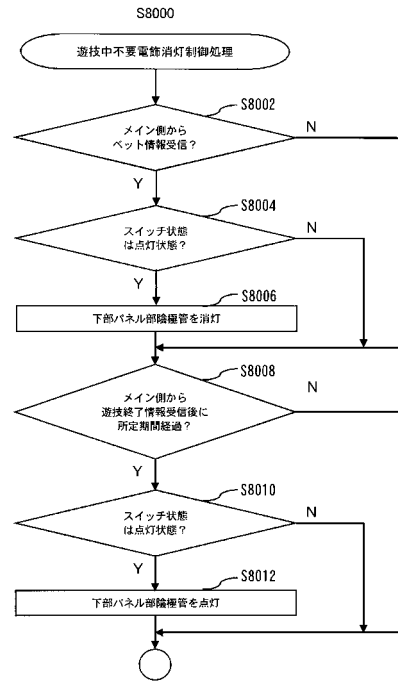 S8000
遊技中不要電飾消灯制御処理
S8002
メイン側から
ベット情報受信？
N
Y
S8004
スイッチ状態
は点灯状態？
N
Y
S8006
下部パネル部陰極管を消灯
S8008
メイン側から
遊技終了情報受信後に
所定期間経過？
N
Y
S8010
スイッチ状態
は点灯状態？
N
Y
S8012
下部パネル部陰極管を点灯